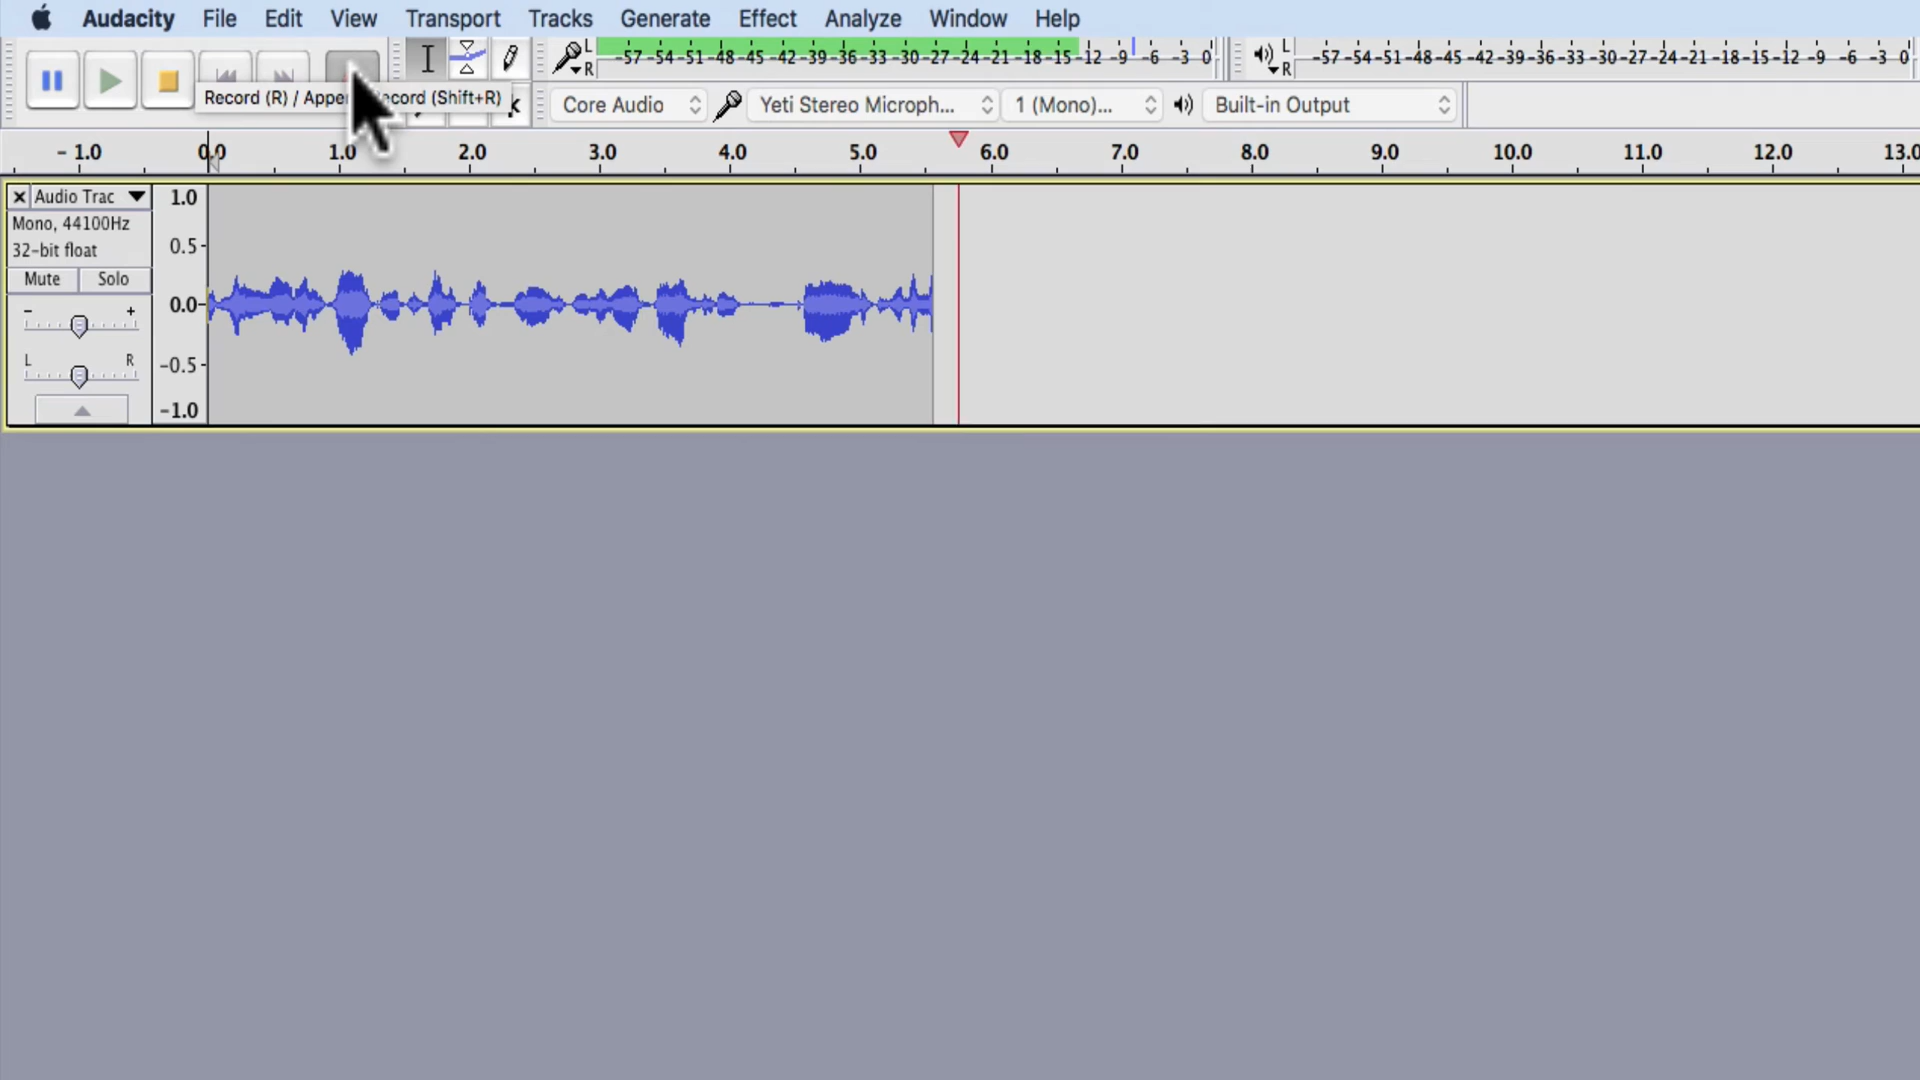 Audacity File Edit View Transport Tracks Generate Effect Analyze Window Help
L -57 -54 -51 -48 -45 -42 -39 -36 -33 -30 -27 -24 -21 -18 -15 -12 -9 -6 -3 0 L -57 -54 -51 -48 -45 -42 -39 -36 -33 -30 -27 -24 -21 -18 -15 -12 -9 -6 -3 0
R R
Record (R) / Appe ecord (Shift+R) Core Audio Yeti Stereo Microph... 1 (Mono)... Built-in Output
- 1.0 0.0 1.0 2.0 3.0 4.0 5.0 6.0 7.0 8.0 9.0 10.0 11.0 12.0 13.0
Audio Trac 1.0
Mono, 44100Hz
32-bit float 0.5
Mute Solo
0.0
- +
L R
-0.5
-1.0